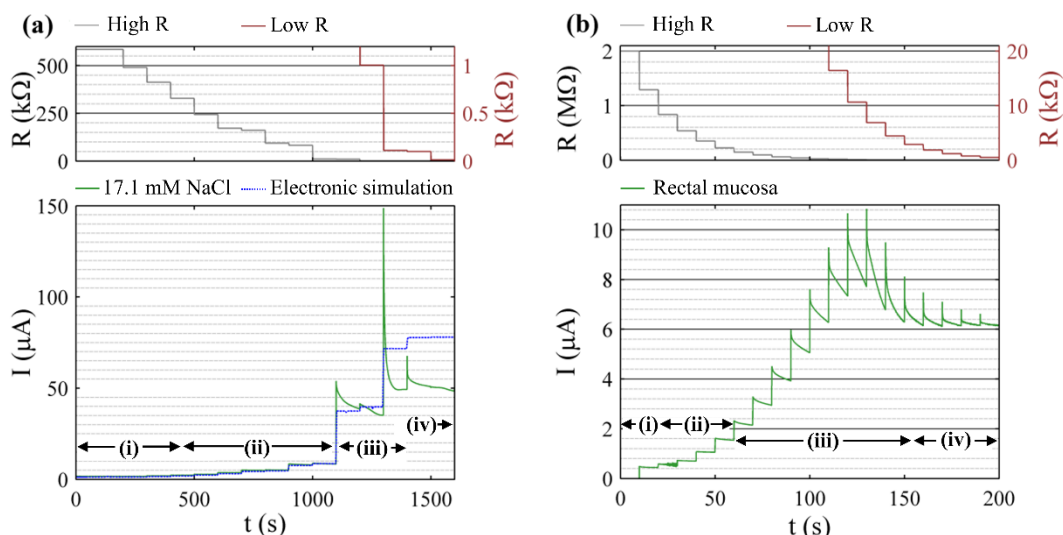 (a)
High R
Low R
R (kΩ)
500
250
0
1
0.5
0
R (kΩ)
17.1 mM NaCl
Electronic simulation
I (μA)
150
100
50
0
(i)
(ii)
(iii)
(iv)
0
500
1000
1500
t (s)
(b)
High R
Low R
R (MΩ)
2
1
0
20
10
0
R (kΩ)
Rectal mucosa
I (μA)
10
8
6
4
2
0
(i)
(ii)
(iii)
(iv)
0
50
100
150
200
t (s)